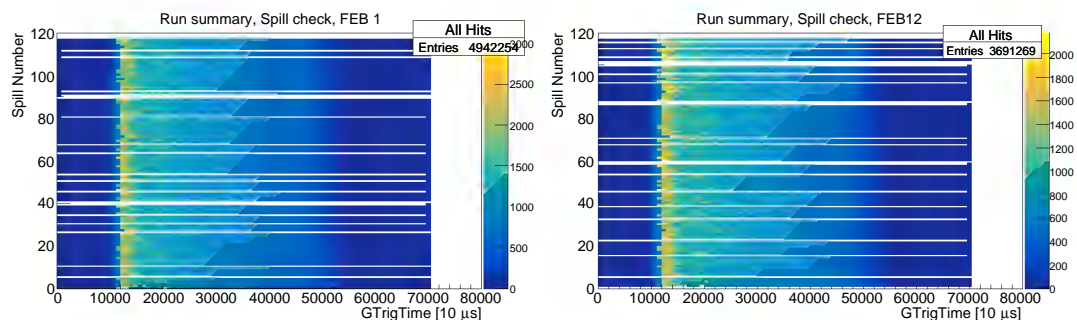 Run summary, Spill check, FEB 1
All Hits
Entries 4942254
Spill Number
120
100
80
60
40
20
0
0 10000 20000 30000 40000 50000 60000 70000 80000
GTrigTime [10 μs]
3000
2500
2000
1500
1000
500
0
Run summary, Spill check, FEB12
All Hits
Entries 3691269
Spill Number
120
100
80
60
40
20
0
0 10000 20000 30000 40000 50000 60000 70000 80000
GTrigTime [10 μs]
2000
1800
1600
1400
1200
1000
800
600
400
200
0